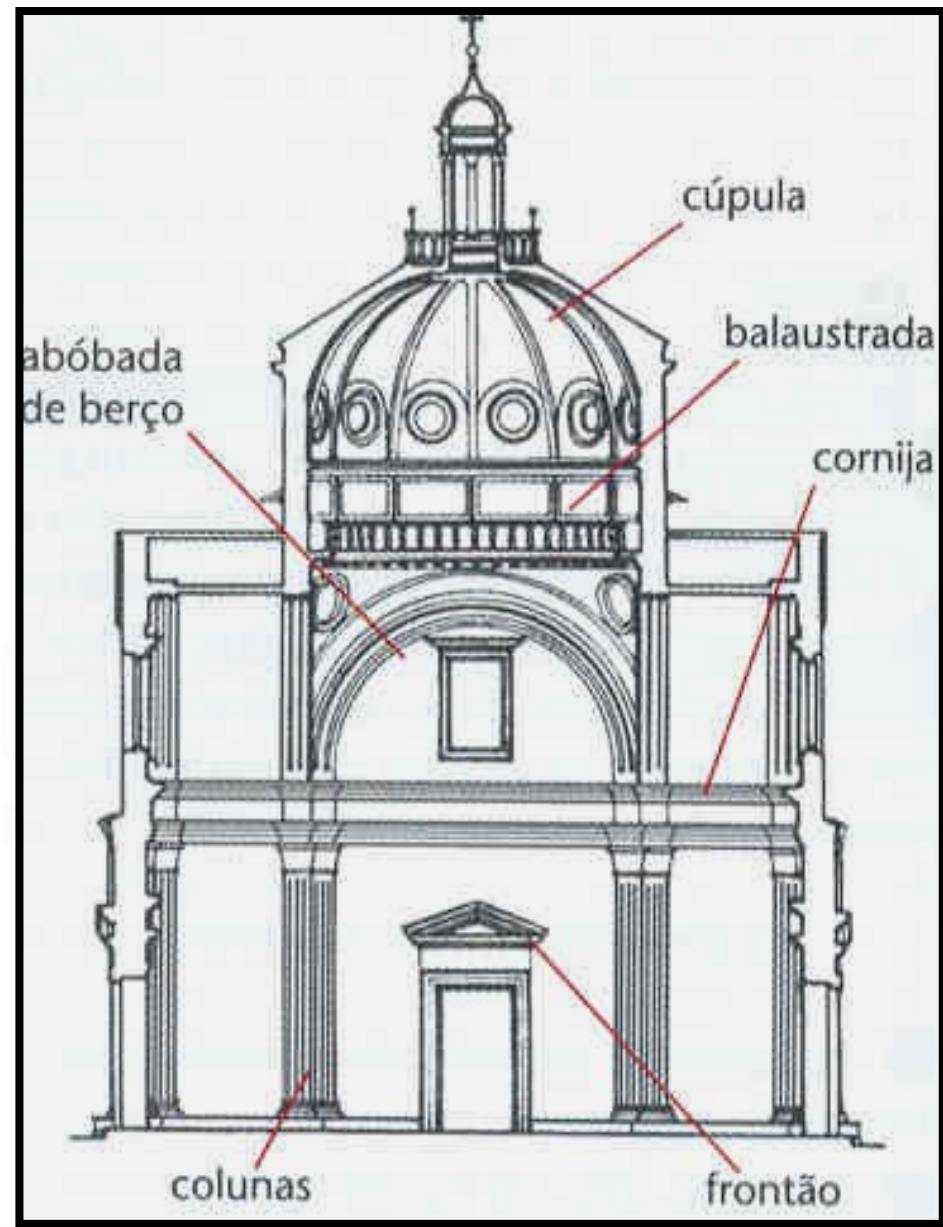 cúpula
balaustrada
abóbada
de berço
cornija
colunas
frontão